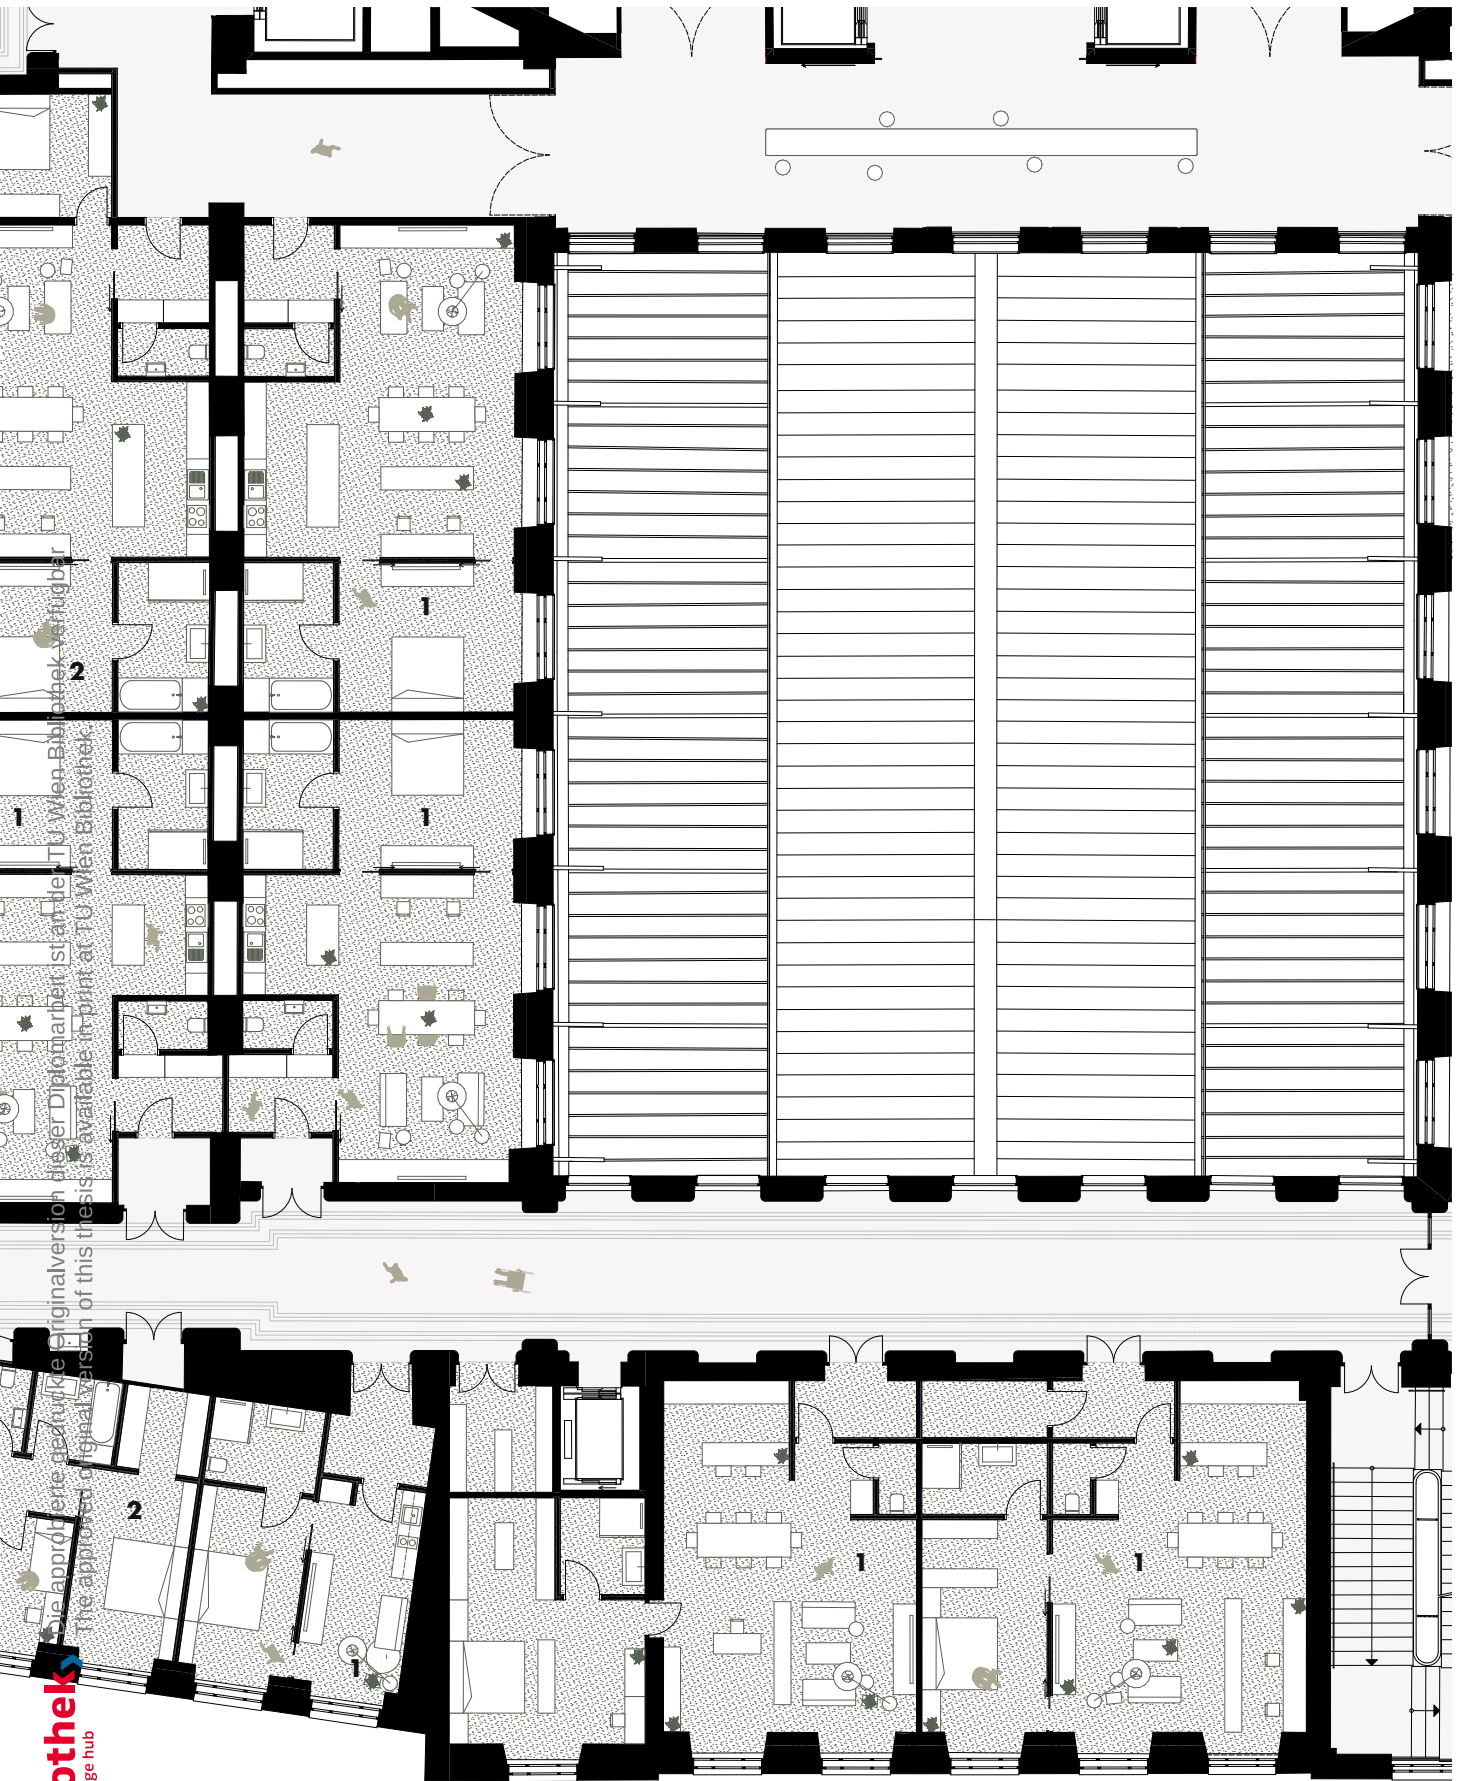 1
2
1
1
2
1
1
1
Die approbierte gedruckte Originalversion dieser Diplomarbeit ist an der TU Wien Bibliothek verfügbar
The approved original version of this thesis is available in print at TU Wien Bibliothek.
othek
ge hub